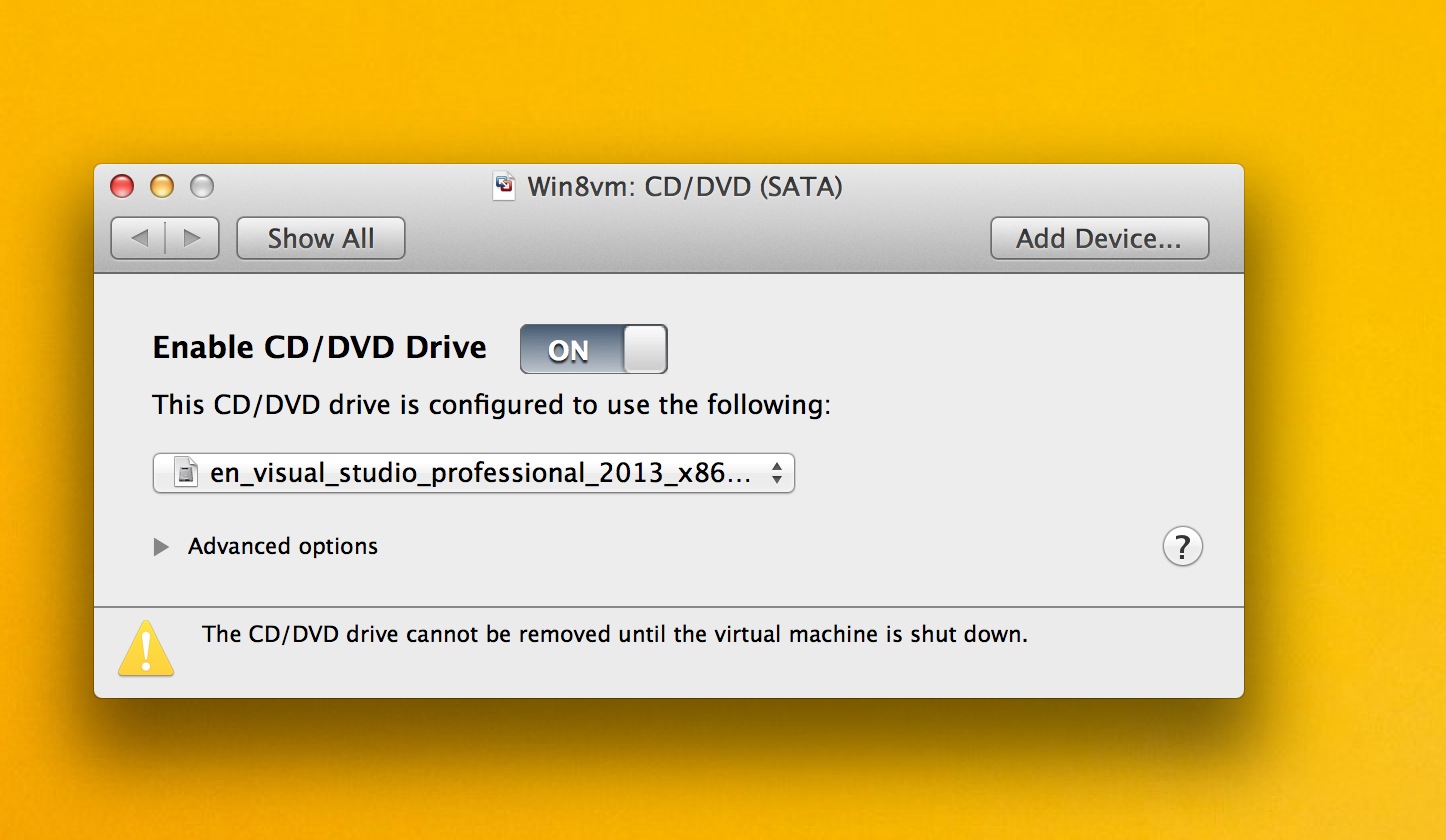 Win8vm: CD/DVD (SATA)
Show All
Add Device...
Enable CD/DVD Drive
ON
This CD/DVD drive is configured to use the following:
en_visual_studio_professional_2013_x86...
Advanced options
?
The CD/DVD drive cannot be removed until the virtual machine is shut down.